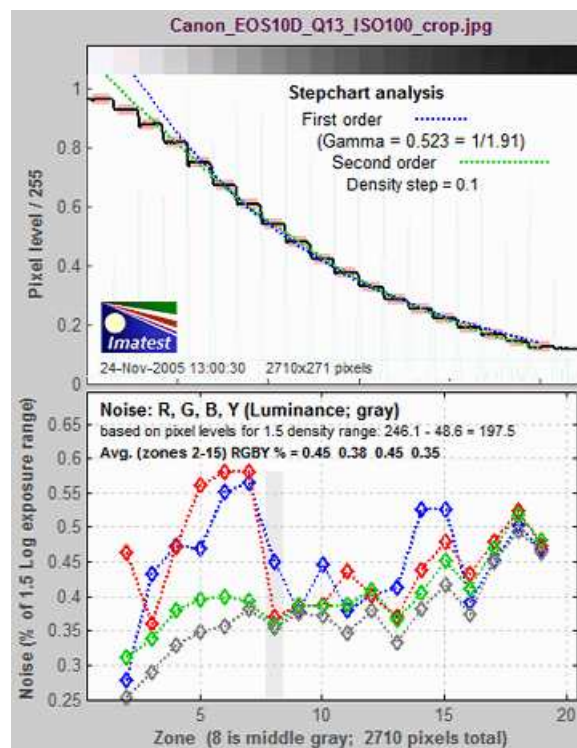 Canon_EOS10D_Q13_ISO100_crop.jpg
1
0.8
0.6
0.4
0.2
0
Pixel level / 255
Stepchart analysis
First order
(Gamma = 0.523 = 1/1.91)
Second order
Density step = 0.1
Imatest
24-Nov-2005 13:00:30 2710x271 pixels
Noise: R, G, B, Y (Luminance; gray)
based on pixel levels for 1.5 density range: 246.1 - 48.6 = 197.5
Avg. (zones 2-15) RGBY % = 0.45 0.38 0.45 0.35
0.65
0.6
0.55
0.5
0.45
0.4
0.35
0.3
0.25
Noise (% of 1.5 Log exposure range)
5 10 15 20
Zone (8 is middle gray; 2710 pixels total)